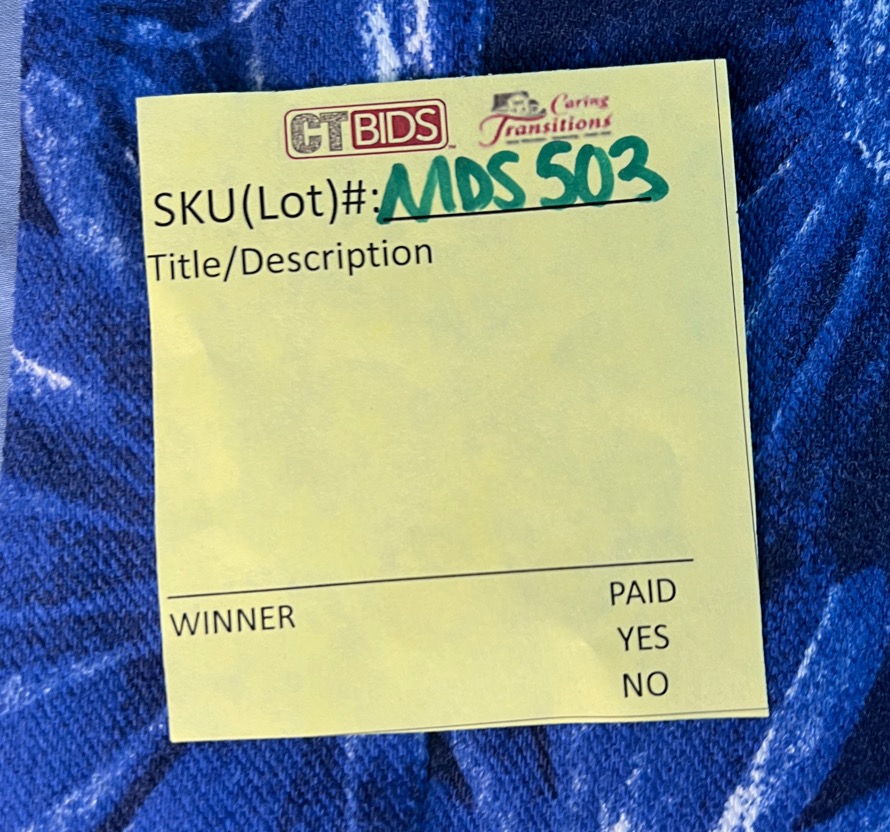 CTBIDS
Caring
Transitions
SKU(Lot)#: MDS 503
Title/Description
WINNER
PAID
YES
NO